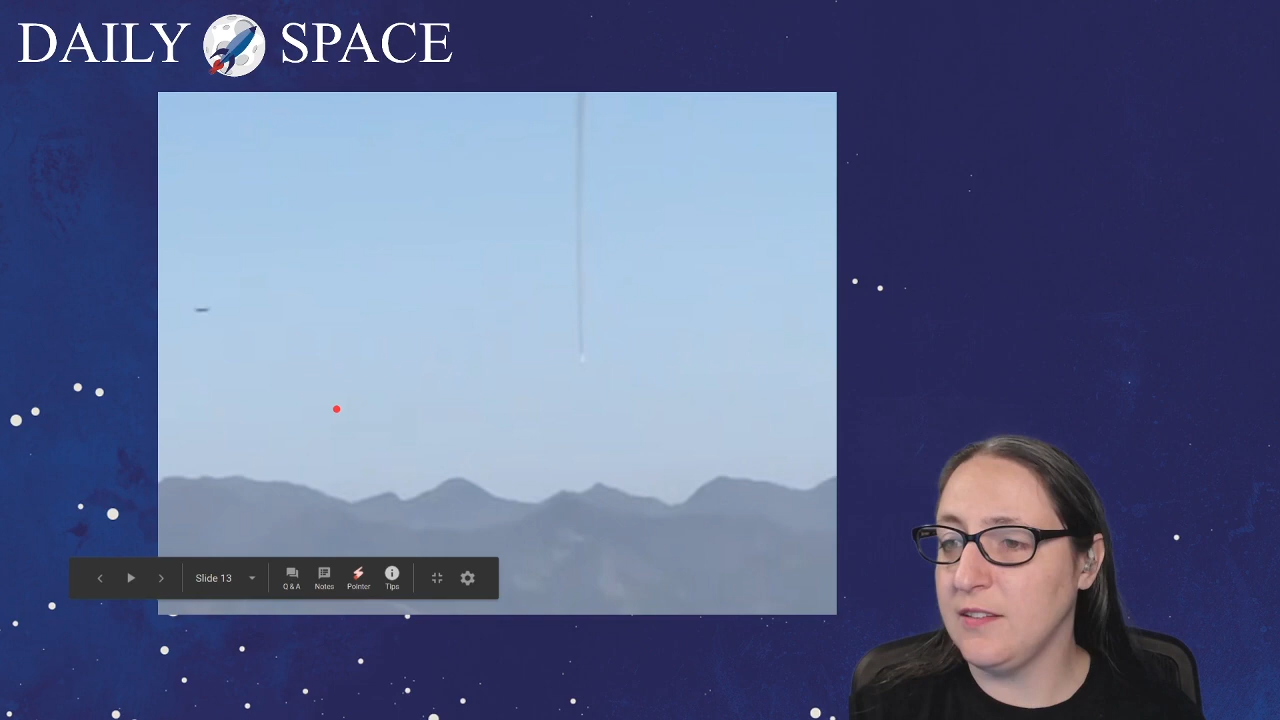 DAILY SPACE
Slide 13
Q & A
Notes
Pointer
Tips